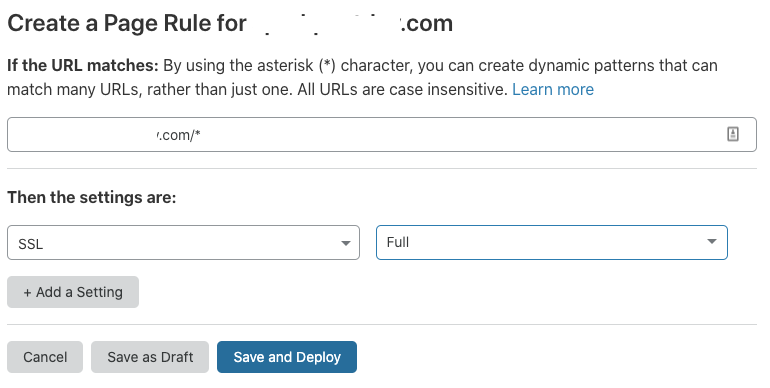 Create a Page Rule for .com
If the URL matches: By using the asterisk (*) character, you can create dynamic patterns that can
match many URLs, rather than just one. All URLs are case insensitive. Learn more
.com/*
Then the settings are:
SSL
Full
+ Add a Setting
Cancel
Save as Draft
Save and Deploy